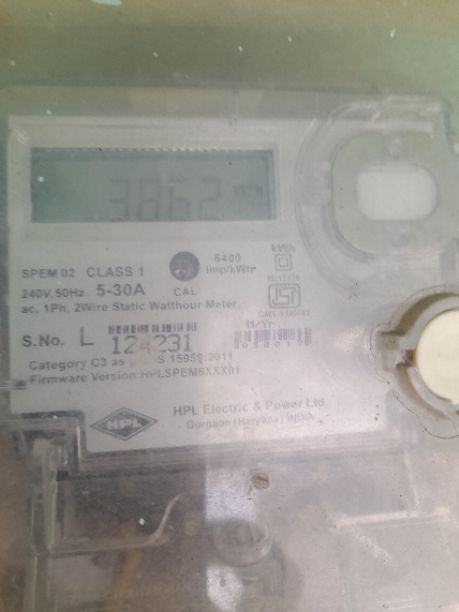 3862 kWh
SPEM 02 CLASS 1
6400 imp/kWh
kWh
240V, 50Hz 5-30A
CAL
ac. 1Ph, 2Wire Static Watthour Meter
M/Yr.
S.No. L 124231
Category C3 as 15959:2011
Firmware Version:HPLSPEM6XXX01
HPL
HPL Electric & Power Ltd.
Gurgaon (Haryana) INDIA